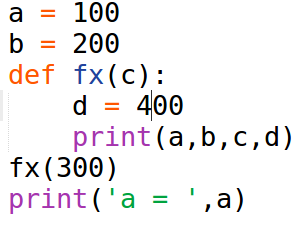 a = 100
b = 200
def fx(c):
    d = 400
    print(a,b,c,d)
fx(300)
print('a = ',a)